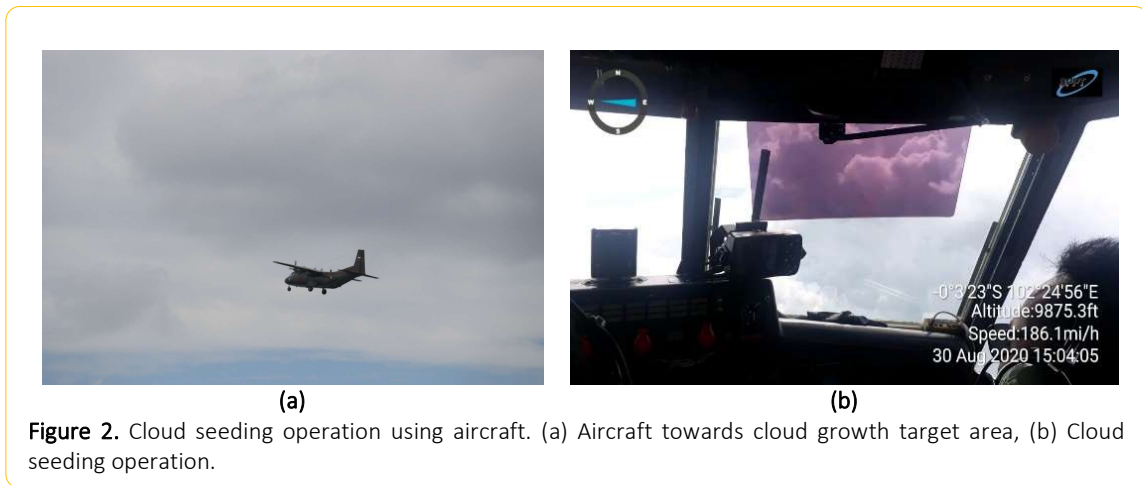 N
W E
S
BPPT
-0°3'23"S 102°24'56"E
Altitude:9875.3ft
Speed:186.1mi/h
30 Aug 2020 15:04:05
(a) (b)
Figure 2. Cloud seeding operation using aircraft. (a) Aircraft towards cloud growth target area, (b) Cloud
seeding operation.